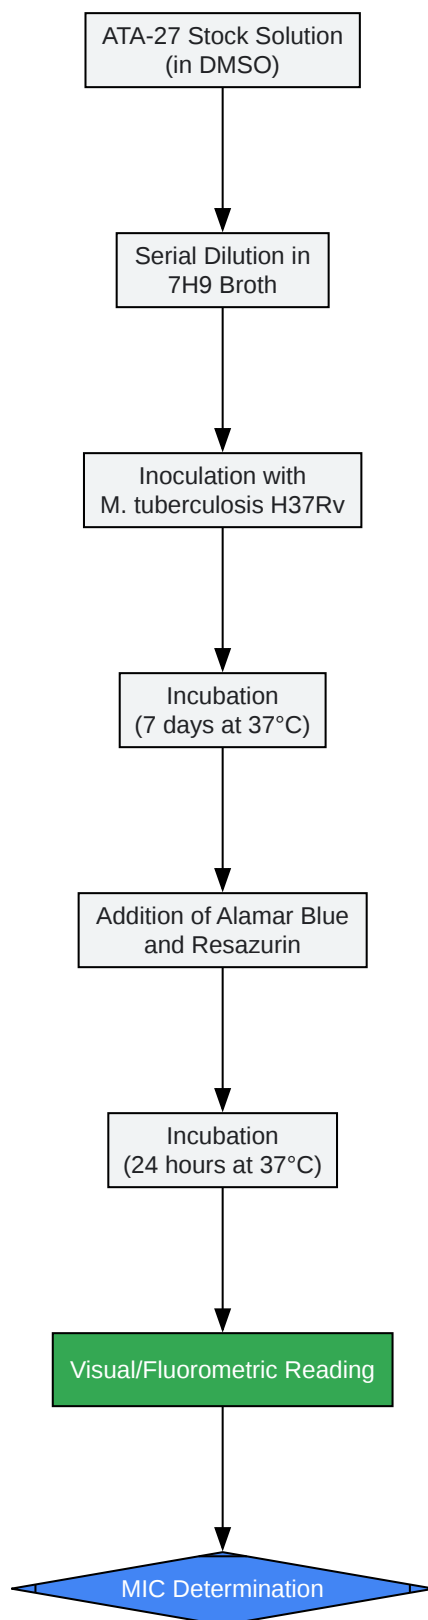 ATA-27 Stock Solution
(in DMSO)
Serial Dilution in
7H9 Broth
Inoculation with
M. tuberculosis H37Rv
Incubation
(7 days at 37°C)
Addition of Alamar Blue
and Resazurin
Incubation
(24 hours at 37°C)
Visual/Fluorometric Reading
MIC Determination